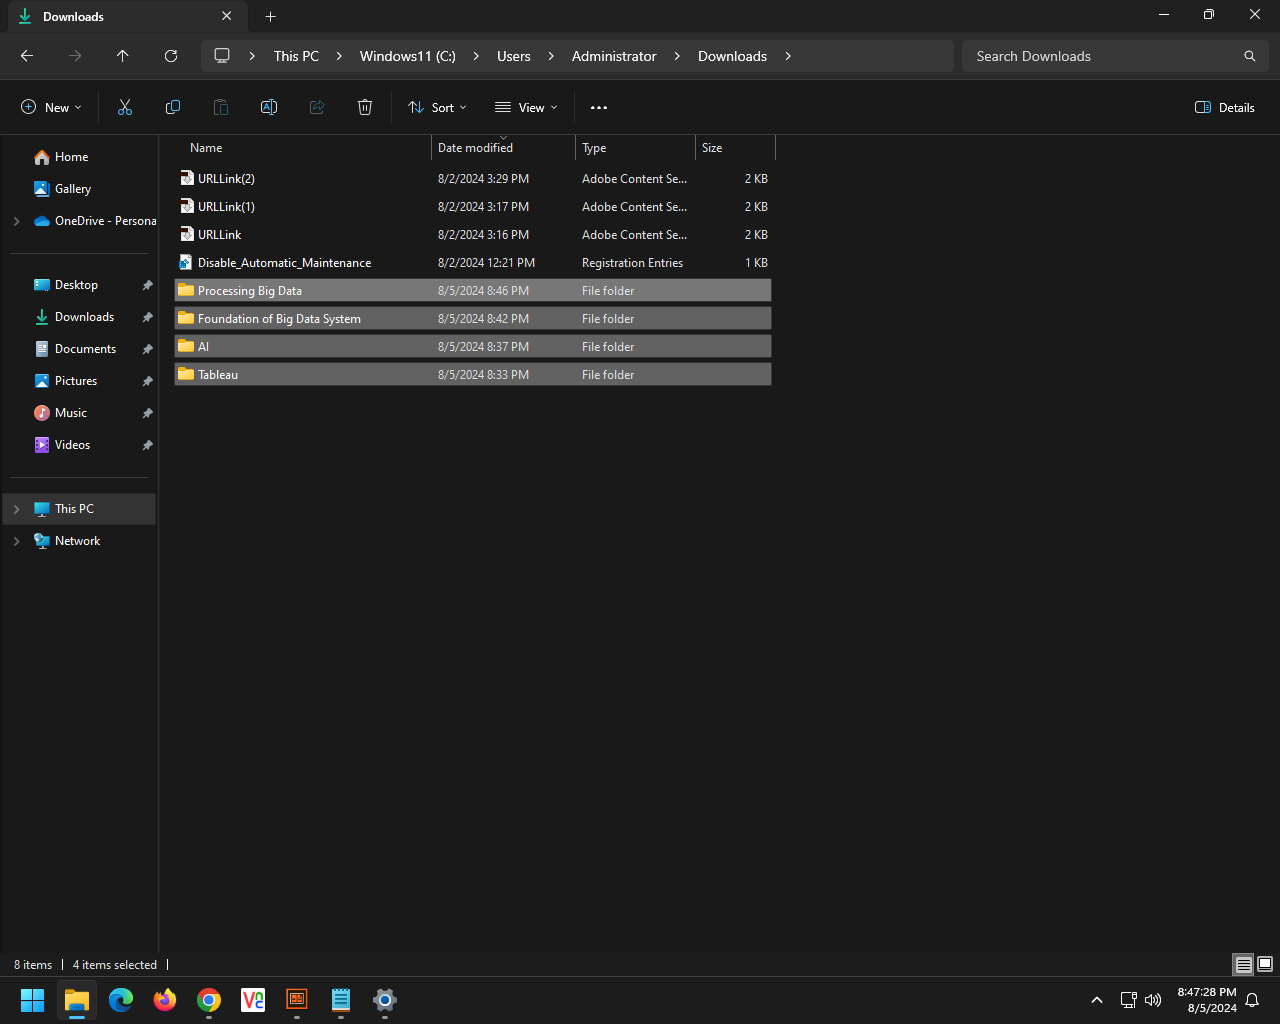 Downloads
This PC
Windows11 (C:)
Users
Administrator
Downloads
Search Downloads
New
Sort
View
Details
Name
Date modified
Type
Size
Home
Gallery
OneDrive - Persona
Desktop
Downloads
Documents
Pictures
Music
Videos
This PC
Network
URLLink(2) 8/2/2024 3:29 PM Adobe Content Se... 2 KB
URLLink(1) 8/2/2024 3:17 PM Adobe Content Se... 2 KB
URLLink 8/2/2024 3:16 PM Adobe Content Se... 2 KB
Disable_Automatic_Maintenance 8/2/2024 12:21 PM Registration Entries 1 KB
Processing Big Data 8/5/2024 8:46 PM File folder
Foundation of Big Data System 8/5/2024 8:42 PM File folder
AI 8/5/2024 8:37 PM File folder
Tableau 8/5/2024 8:33 PM File folder
8 items
4 items selected
8:47:28 PM
8/5/2024